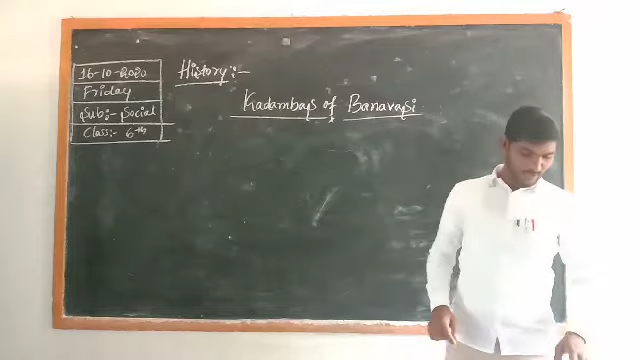 16-10-2020
Friday
Sub:- Social
Class:- 6th
History:-
Kadambas of Banavasi